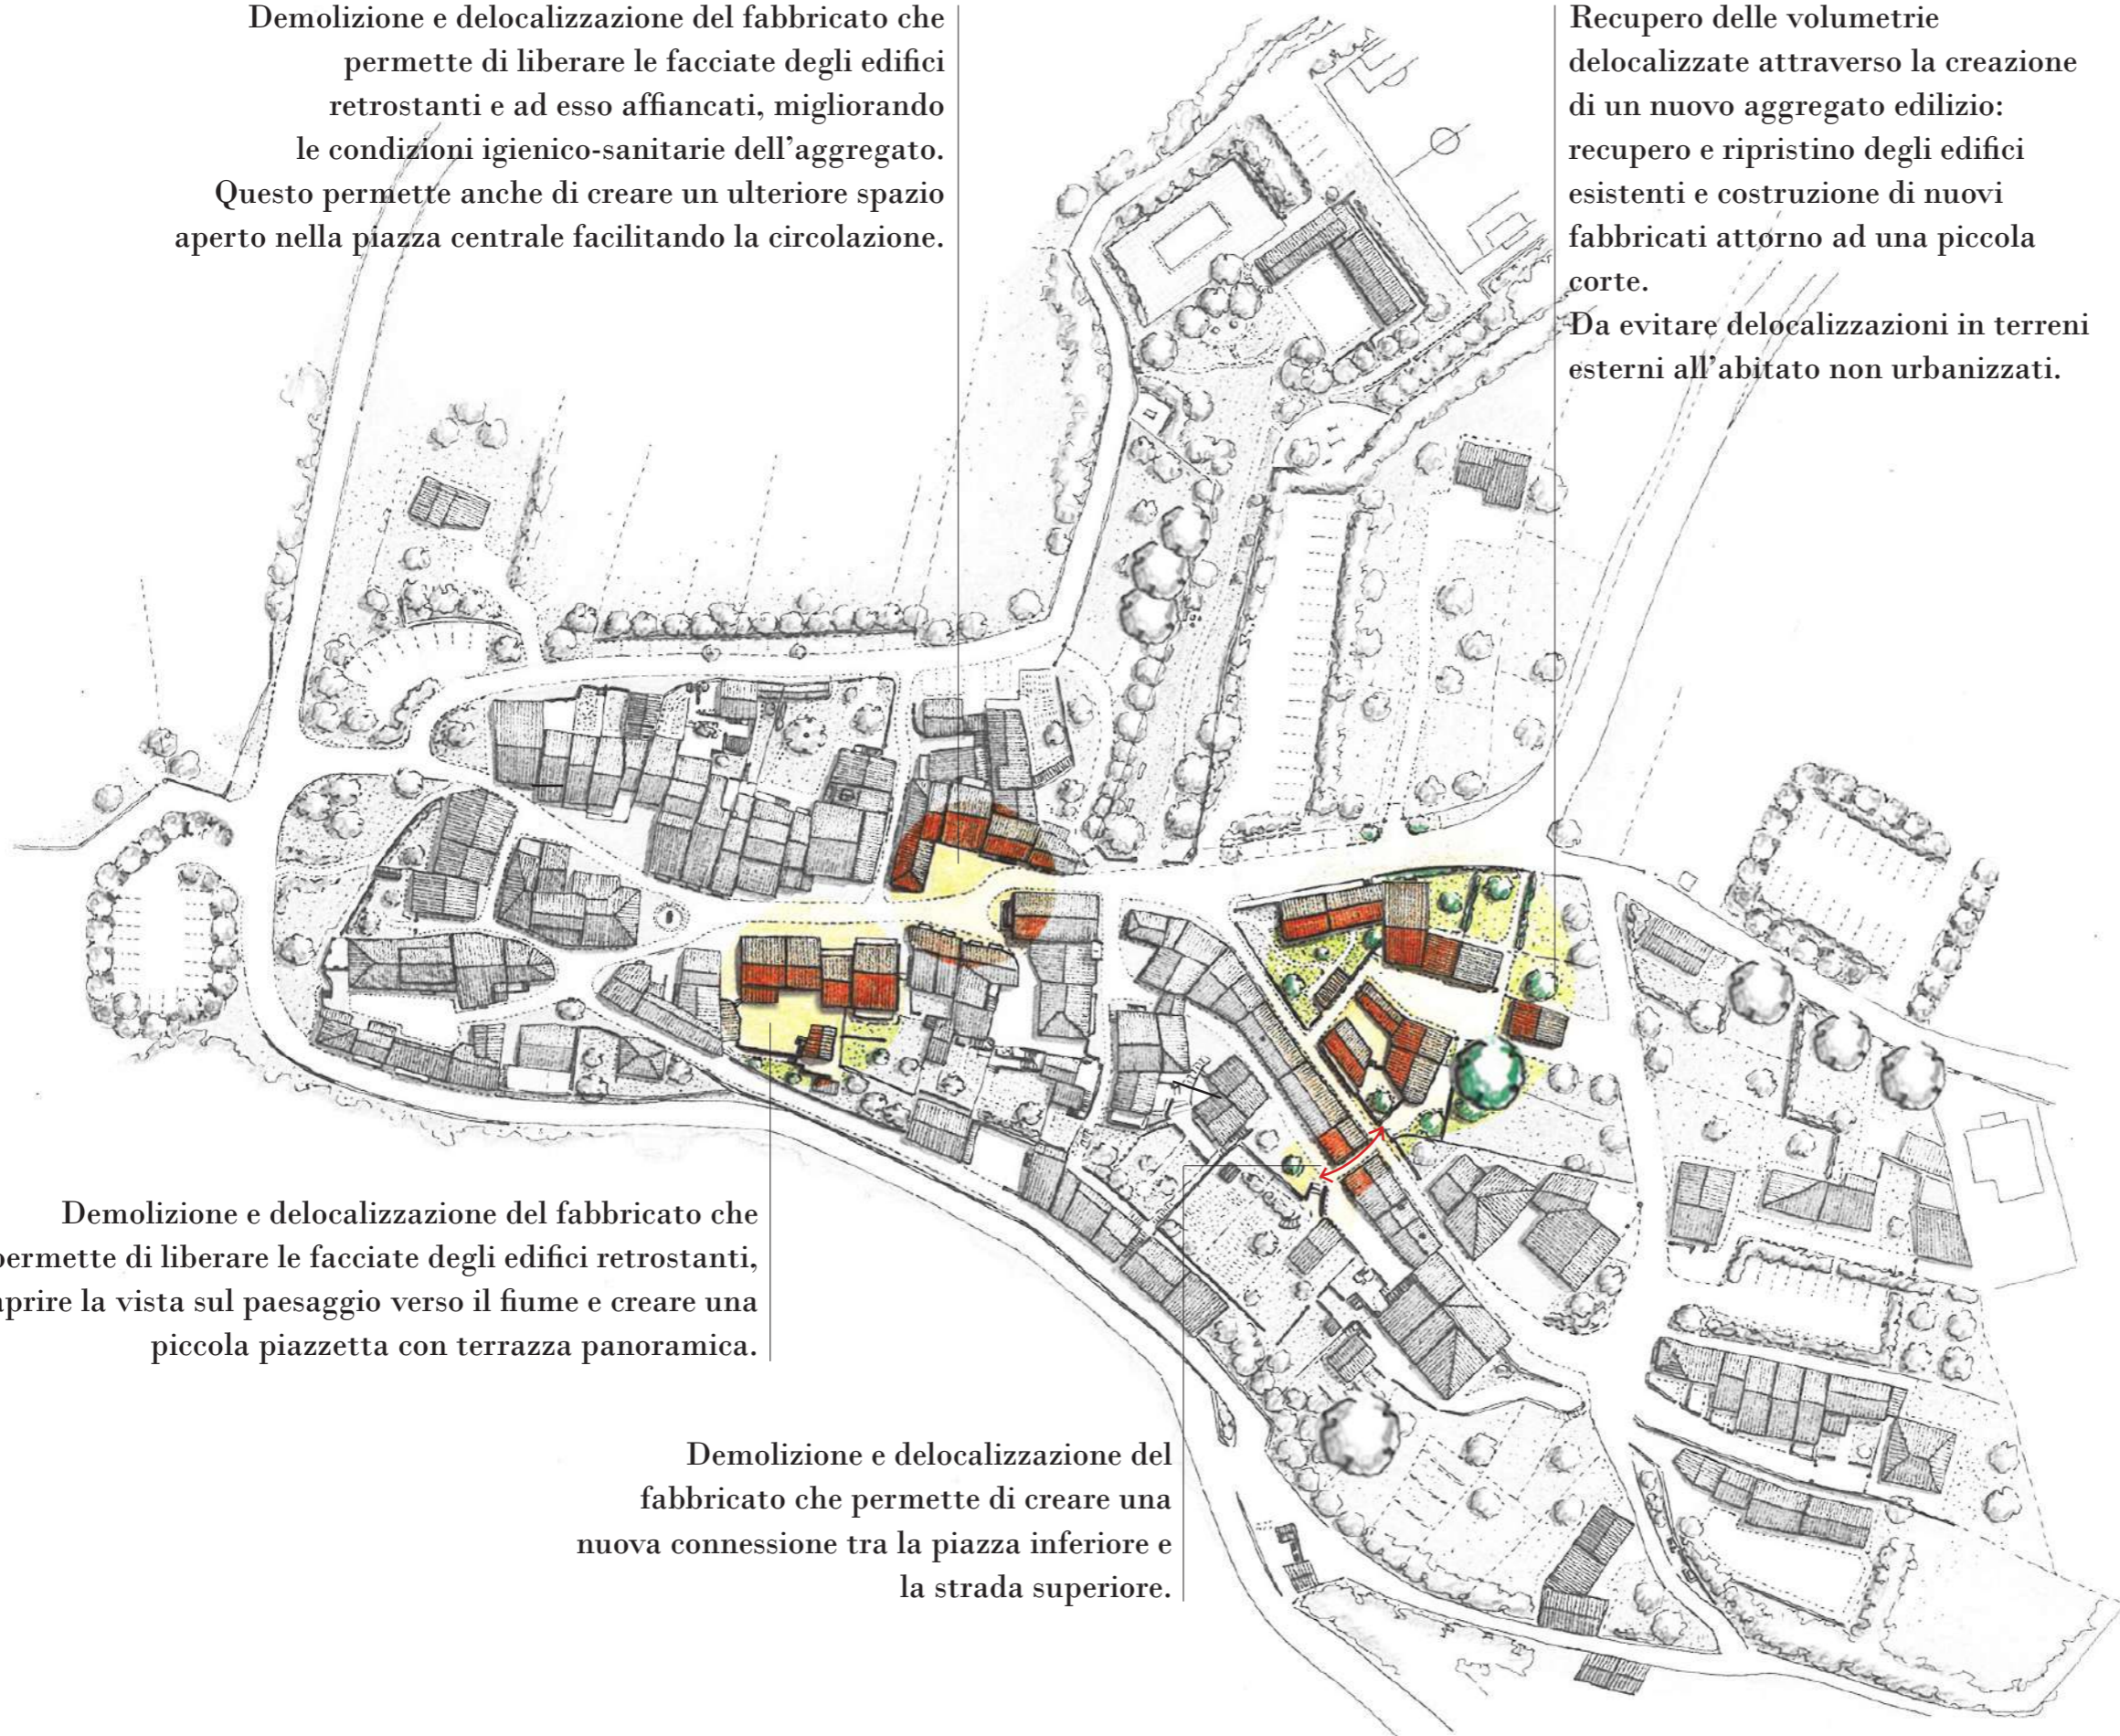 Demolizione e delocalizzazione del fabbricato che
permette di liberare le facciate degli edifici
retrostanti e ad esso affiancati, migliorando
le condizioni igienico-sanitarie dell’aggregato.
Questo permette anche di creare un ulteriore spazio
aperto nella piazza centrale facilitando la circolazione.
Recupero delle volumetrie
delocalizzate attraverso la creazione
di un nuovo aggregato edilizio:
recupero e ripristino degli edifici
esistenti e costruzione di nuovi
fabbricati attorno ad una piccola
corte.
Da evitare delocalizzazioni in terreni
esterni all’abitato non urbanizzati.
Demolizione e delocalizzazione del fabbricato che
permette di liberare le facciate degli edifici retrostanti,
aprire la vista sul paesaggio verso il fiume e creare una
piccola piazzetta con terrazza panoramica.
Demolizione e delocalizzazione del
fabbricato che permette di creare una
nuova connessione tra la piazza inferiore e
la strada superiore.